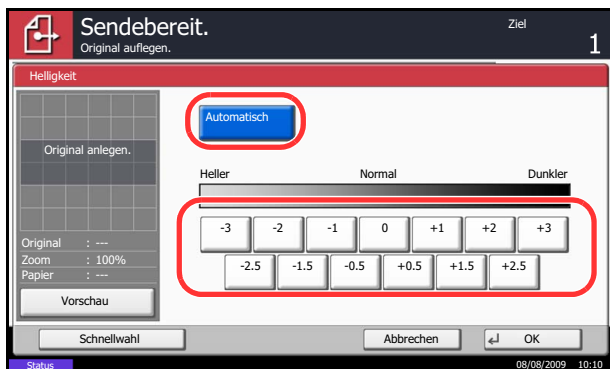 Sendebereit.
Original auflegen.
Ziel
1
Helligkeit
Original anlegen.
Automatisch
Heller Normal Dunkler
-3 -2 -1 0 +1 +2 +3
-2.5 -1.5 -0.5 +0.5 +1.5 +2.5
Original : ---
Zoom : 100%
Papier : ---
Vorschau
Schnellwahl
Abbrechen
OK
Status
08/08/2009 10:10